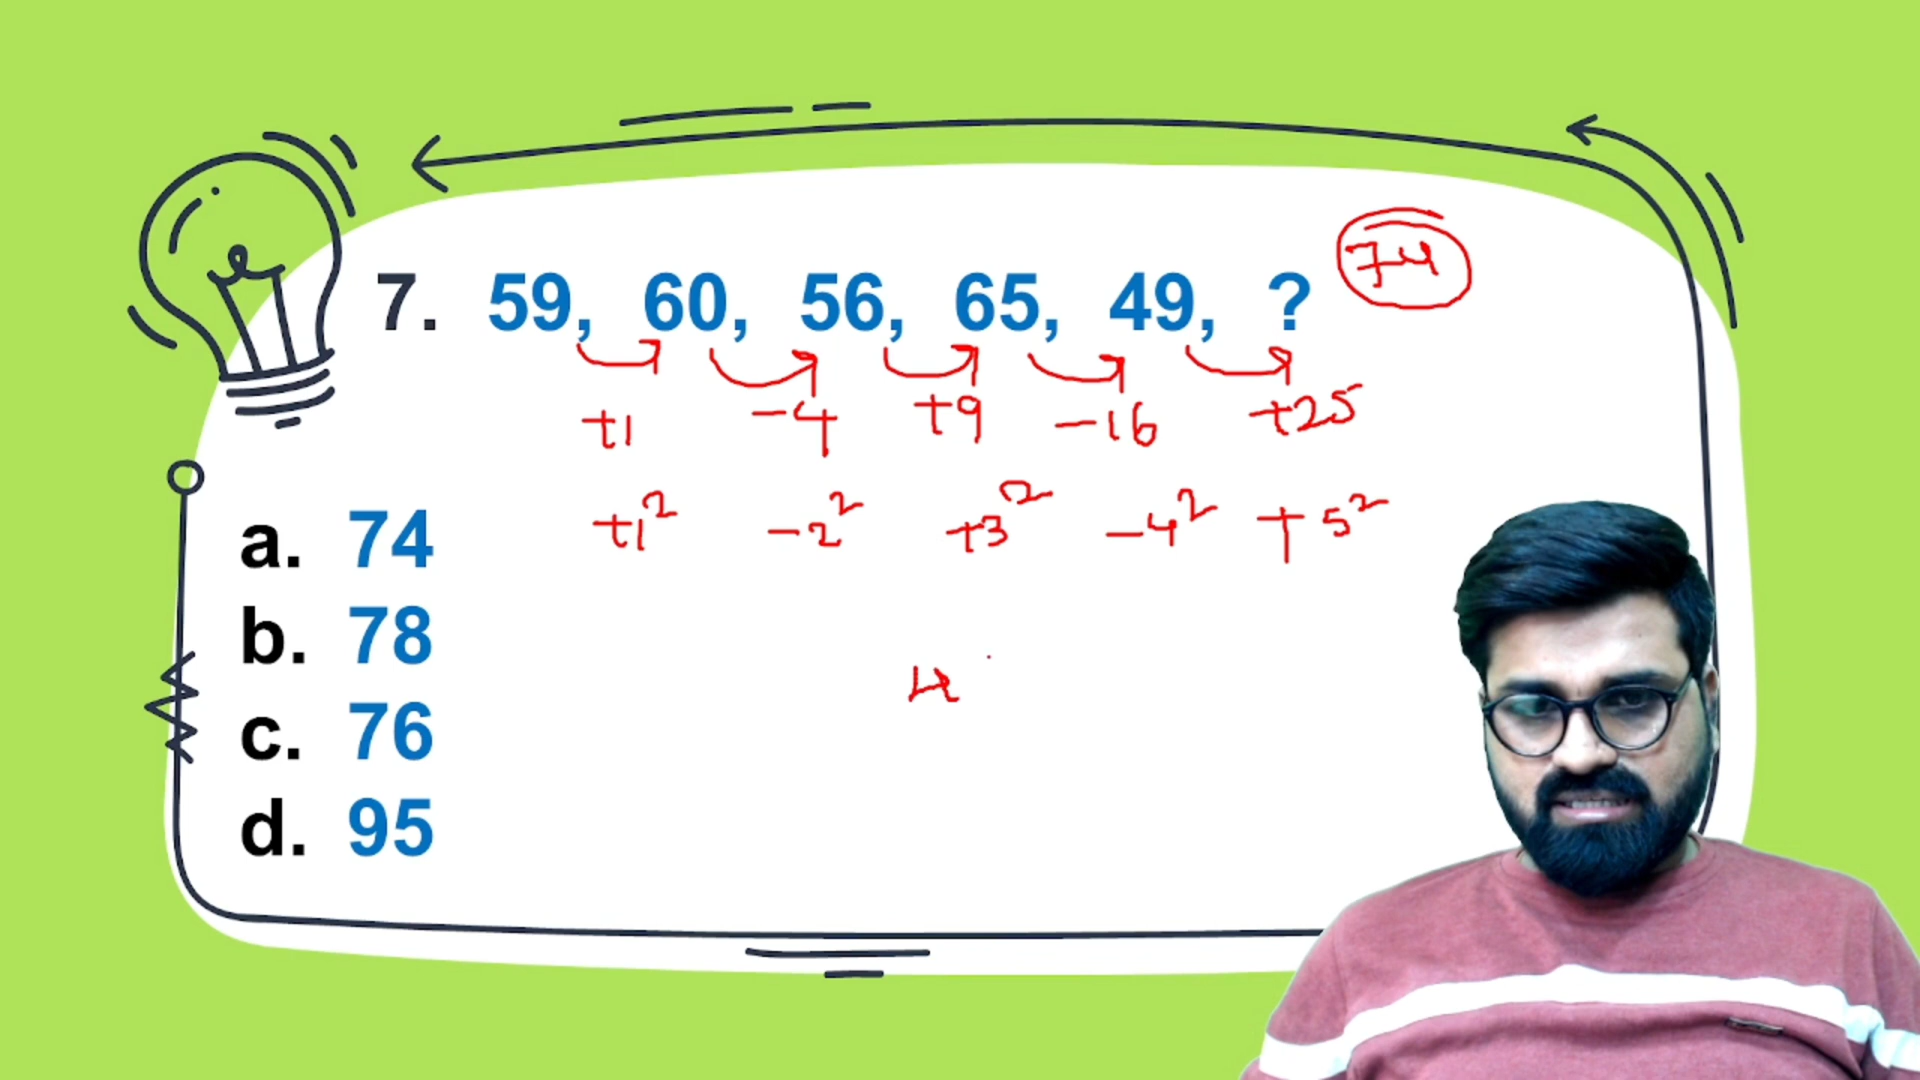 74
7. 59, 60, 56, 65, 49, ?
+1 -4 +9 -16 +25
+1² -2² +3² -4² +5²
a. 74
b. 78
4
c. 76
d. 95